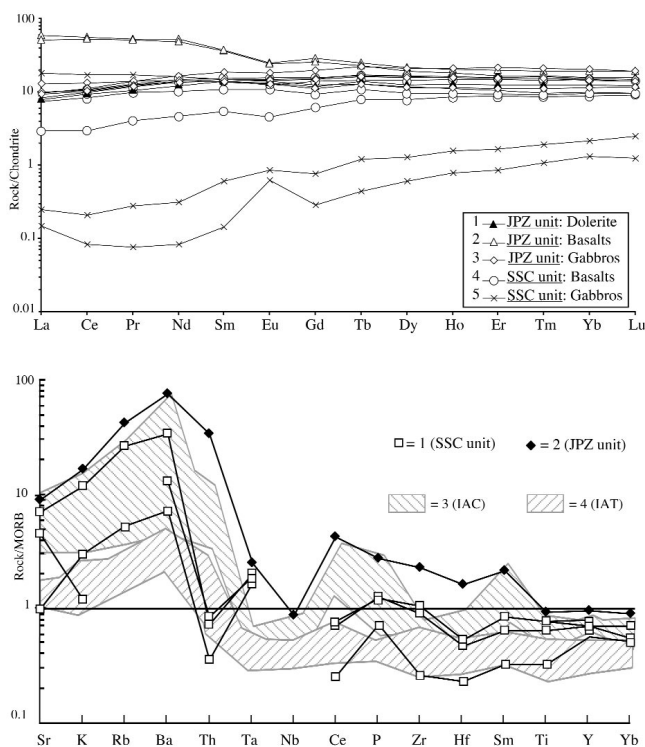 100
10
1
0.1
0.01
Rock/Chondrite
1 JPZ unit: Dolerite
2 JPZ unit: Basalts
3 JPZ unit: Gabbros
4 SSC unit: Basalts
5 SSC unit: Gabbros
La Ce Pr Nd Sm Eu Gd Tb Dy Ho Er Tm Yb Lu
100
10
1
0.1
Rock/MORB
= 1 (SSC unit) = 2 (JPZ unit)
= 3 (IAC) = 4 (IAT)
Sr K Rb Ba Th Ta Nb Ce P Zr Hf Sm Ti Y Yb